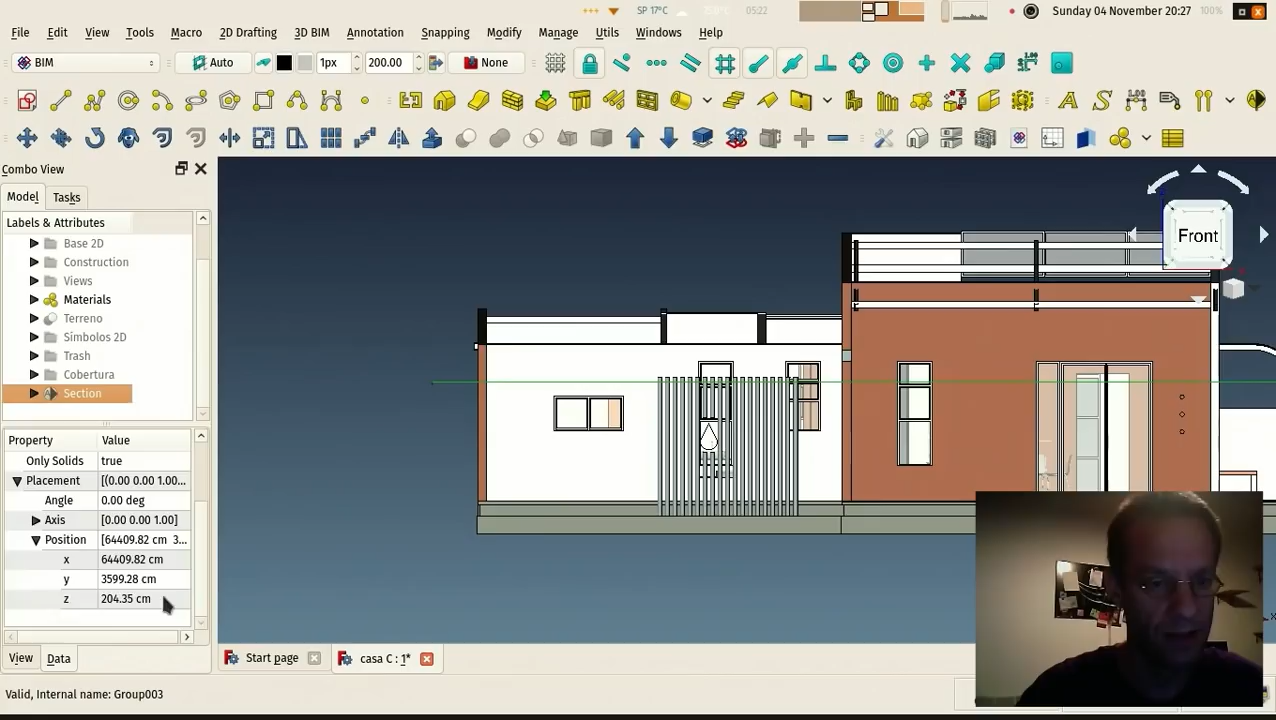 SP 17°C
05:22
Sunday 04 November 20:27
100%
File Edit View Tools Macro 2D Drafting 3D BIM Annotation Snapping Modify Manage Utils Windows Help
BIM
Auto
1px
200.00
None
Combo View
Model
Tasks
Labels & Attributes
Base 2D
Construction
Views
Materials
Terreno
Simbolos 2D
Trash
Cobertura
Section
Front
Property Value
Only Solids true
Placement [(0.00 0.00 1.00...
Angle 0.00 deg
Axis [0.00 0.00 1.00]
Position [64409.82 cm 3...
x 64409.82 cm
y 3599.28 cm
z 204.35 cm
View
Data
Start page
casa C : 1*
Valid, Internal name: Group003